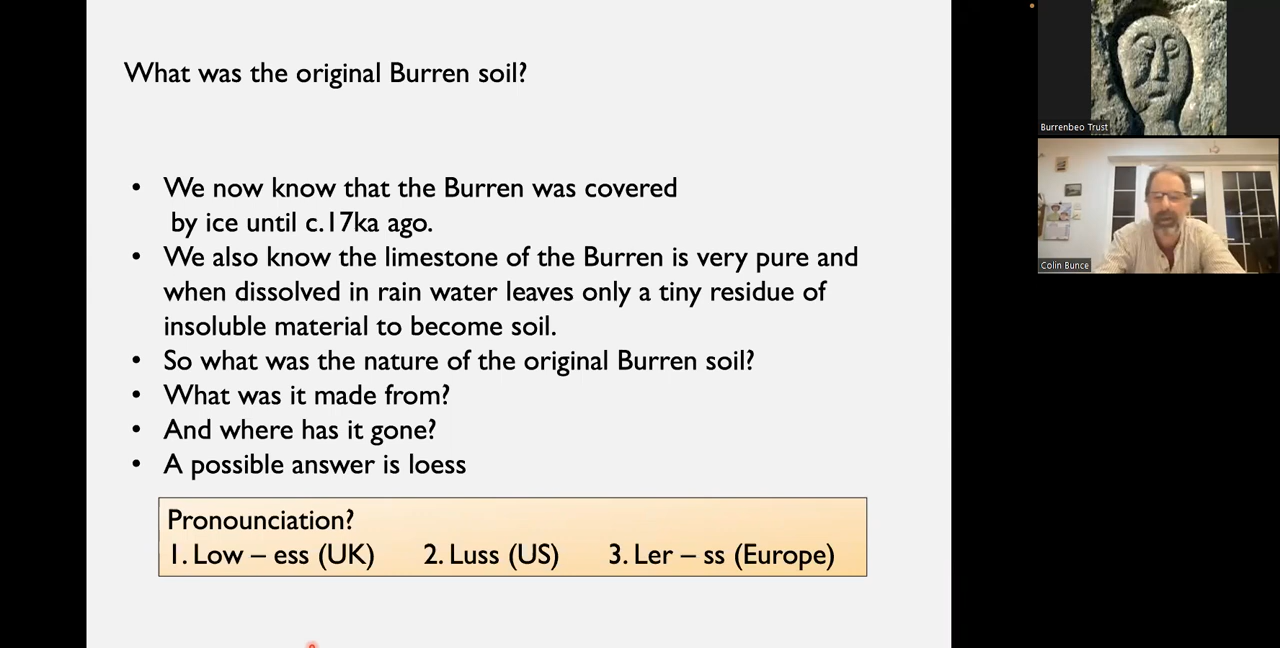 What was the original Burren soil?
• We now know that the Burren was covered
by ice until c.17ka ago.
• We also know the limestone of the Burren is very pure and
when dissolved in rain water leaves only a tiny residue of
insoluble material to become soil.
• So what was the nature of the original Burren soil?
• What was it made from?
• And where has it gone?
• A possible answer is loess
Pronounciation?
1. Low – ess (UK) 2. Luss (US) 3. Ler – ss (Europe)
Burrenbeo Trust
Colin Bunce